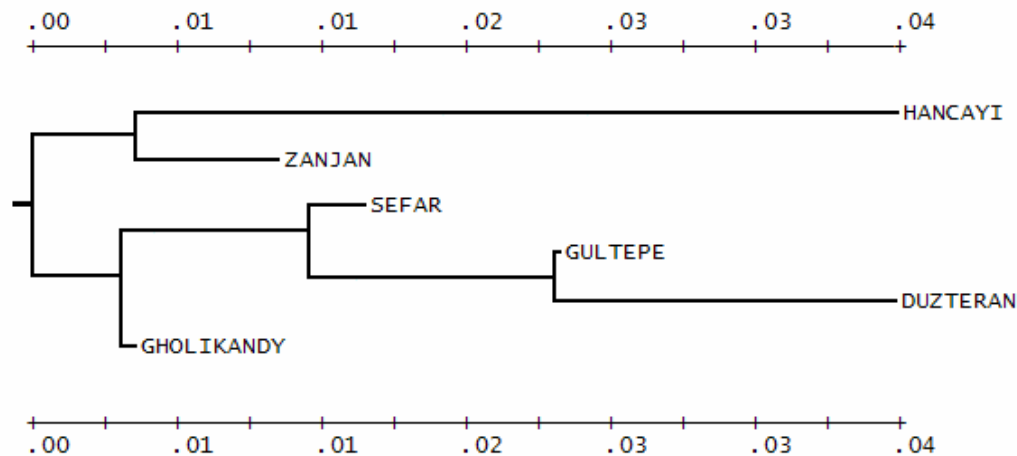 .00 .01 .01 .02 .03 .03 .04
HANCAYI
ZANJAN
SEFAR
GULTEPE
DUZTERAN
GHOLIKANDY
.00 .01 .01 .02 .03 .03 .04